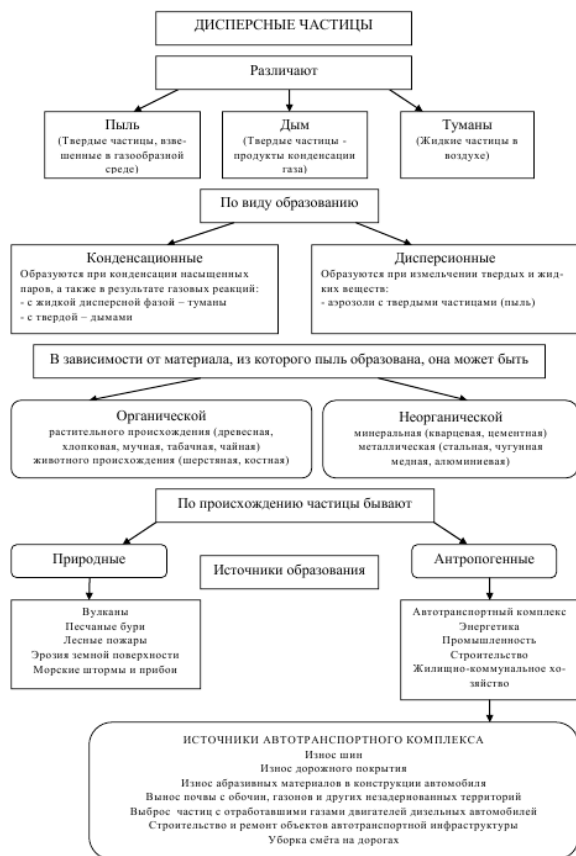 ДИСПЕРСНЫЕ ЧАСТИЦЫ
Различают
Пыль
(Твердые частицы, взве-
шенные в газообразной
среде)
Дым
(Твердые частицы -
продукты конденсации
газа)
Туманы
(Жидкие частицы в
воздухе)
По виду образованию
Конденсационные
Образуются при конденсации насыщенных
паров, а также в результате газовых реакций:
- с жидкой дисперсной фазой – туманы
- с твердой – дымами
Дисперсионные
Образуются при измельчении твердых и жид-
ких веществ:
- аэрозоли с твердыми частицами (пыль)
В зависимости от материала, из которого пыль образована, она может быть
Органической
растительного происхождения (древесная,
хлопковая, мучная, табачная, чайная)
животного происхождения (шерстяная, костная)
Неорганической
минеральная (кварцевая, цементная)
металлическая (стальная, чугунная
медная, алюминиевая)
По происхождению частицы бывают
Природные
Источники образования
Антропогенные
Вулканы
Песчаные бури
Лесные пожары
Эрозия земной поверхности
Морские штормы и прибои
Автотранспортный комплекс
Энергетика
Промышленность
Строительство
Жилищно-коммунальное хо-
зяйство
ИСТОЧНИКИ АВТОТРАНСПОРТНОГО КОМПЛЕКСА
Износ шин
Износ дорожного покрытия
Износ абразивных материалов в конструкции автомобиля
Вынос почвы с обочин, газонов и других незадернованных территорий
Выброс частиц с отработавшими газами двигателей дизельных автомобилей
Строительство и ремонт объектов автотранспортной инфраструктуры
Уборка смёта на дорогах